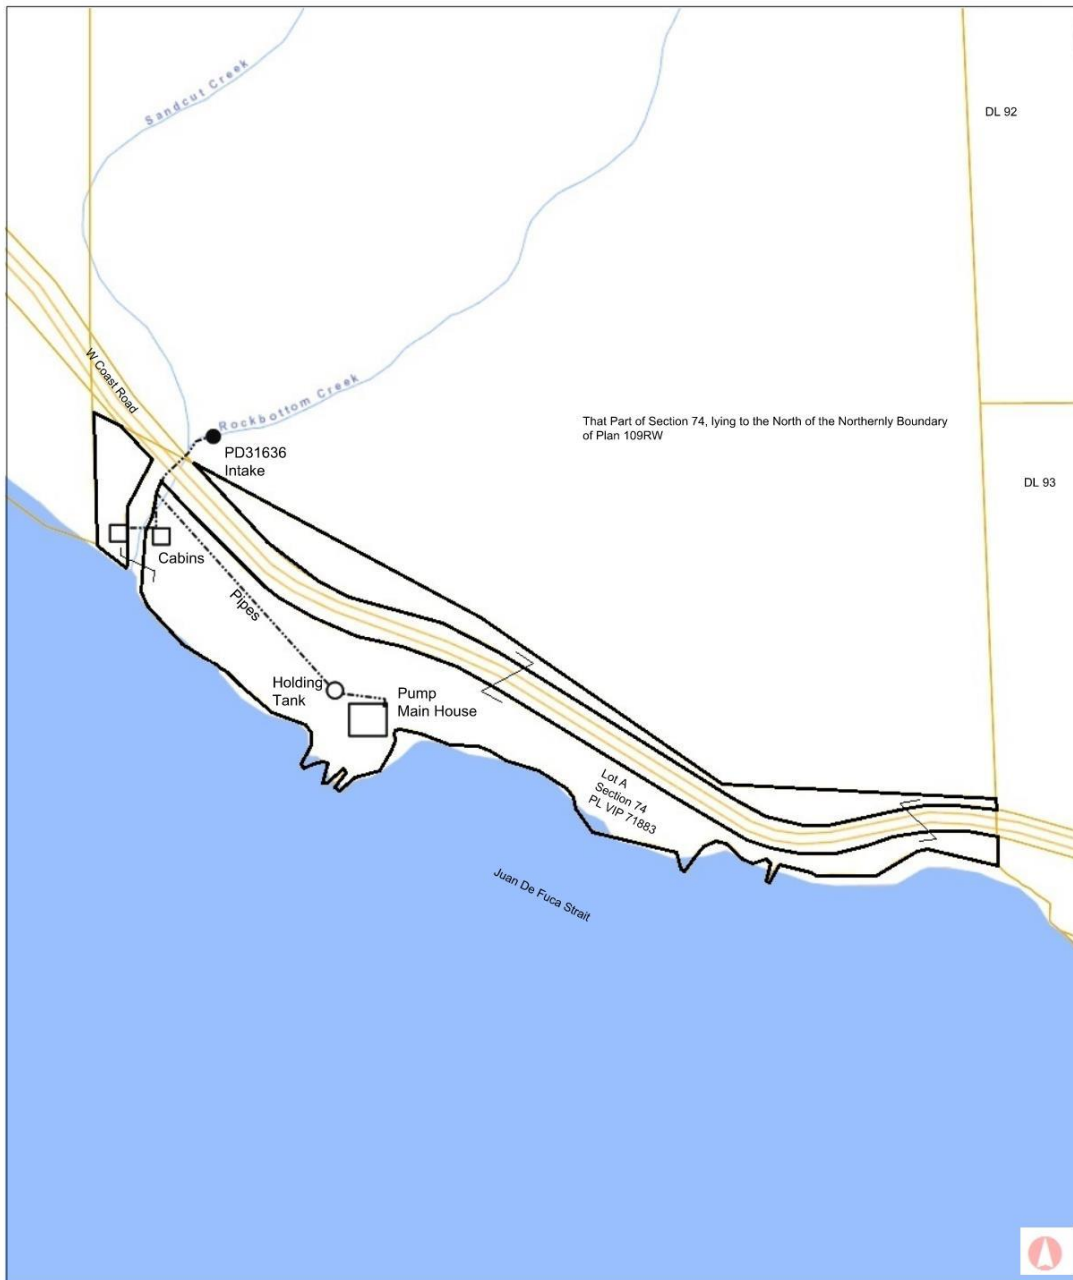 Sandcut Creek
DL 92
W Coast Road
Rockbottom Creek
That Part of Section 74, lying to the North of the Northernly Boundary
of Plan 109RW
PD31636
Intake
DL 93
Cabins
Pipes
Holding
Tank
Pump
Main House
Lot A
Section 74
PL VIP 71883
Juan De Fuca Strait